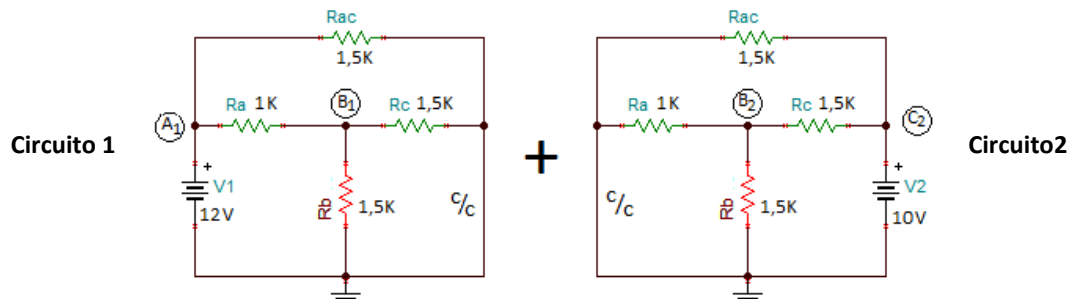 Circuito 1
Rac
1,5K
A1
Ra 1K
B1
Rc 1,5K
+
V1
12V
Rb
1,5K
c/c
+
Rac
1,5K
Ra 1K
B2
Rc 1,5K
C2
c/c
Rb
1,5K
+
V2
10V
Circuito2